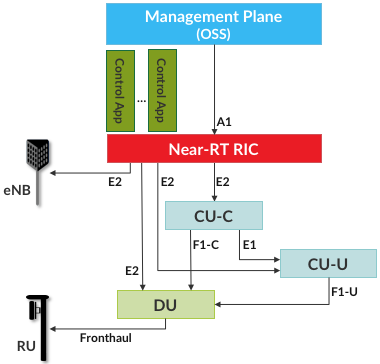 Management Plane
(OSS)
Control App
...
Control App
A1
Near-RT RIC
eNB
E2
E2
E2
CU-C
F1-C
E1
CU-U
E2
F1-U
DU
Fronthaul
RU